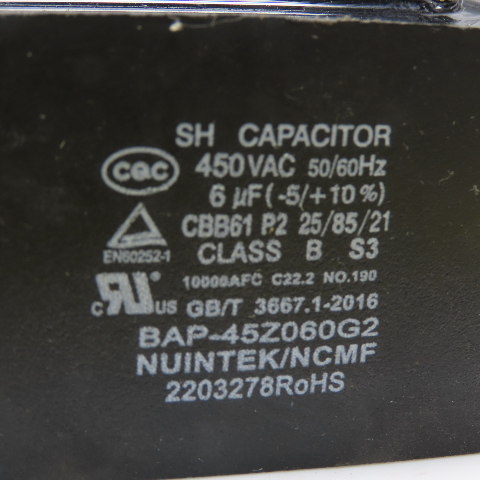 SH CAPACITOR
CQC 450VAC 50/60Hz
6 µF (-5/+10%)
CBB61 P2 25/85/21
EN60252-1 CLASS B S3
10000AFC C22.2 NO.190
c RU US GB/T 3667.1-2016
BAP-45Z060G2
NUINTEK/NCMF
2203278RoHS